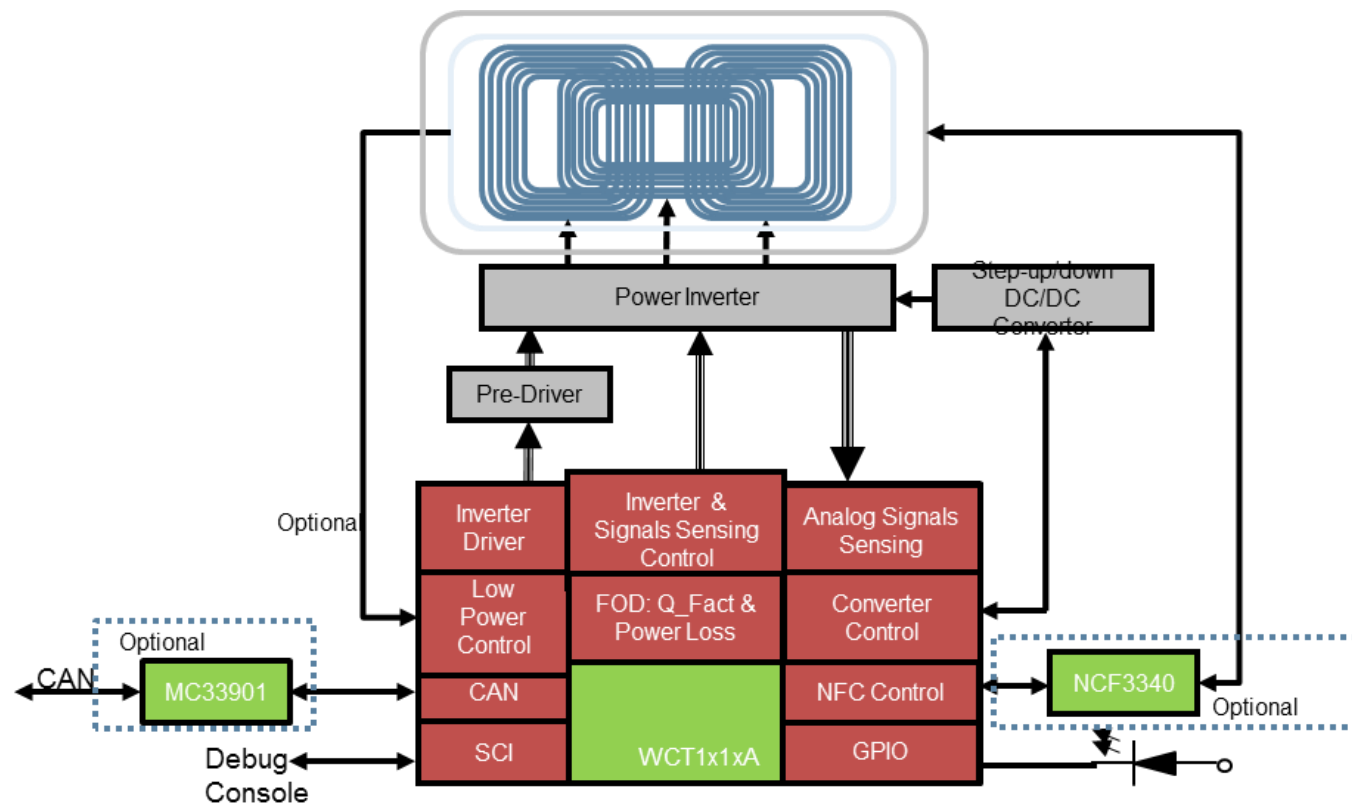 Step-up/down
DC/DC
Converter
Power Inverter
Pre-Driver
Optional
Inverter
Driver
Inverter &
Signals Sensing
Control
Analog Signals
Sensing
Low
Power
Control
FOD: Q_Fact &
Power Loss
Converter
Control
Optional
CAN
MC33901
CAN
NFC Control
NCF3340
Optional
Debug
Console
SCI
WCT1x1xA
GPIO